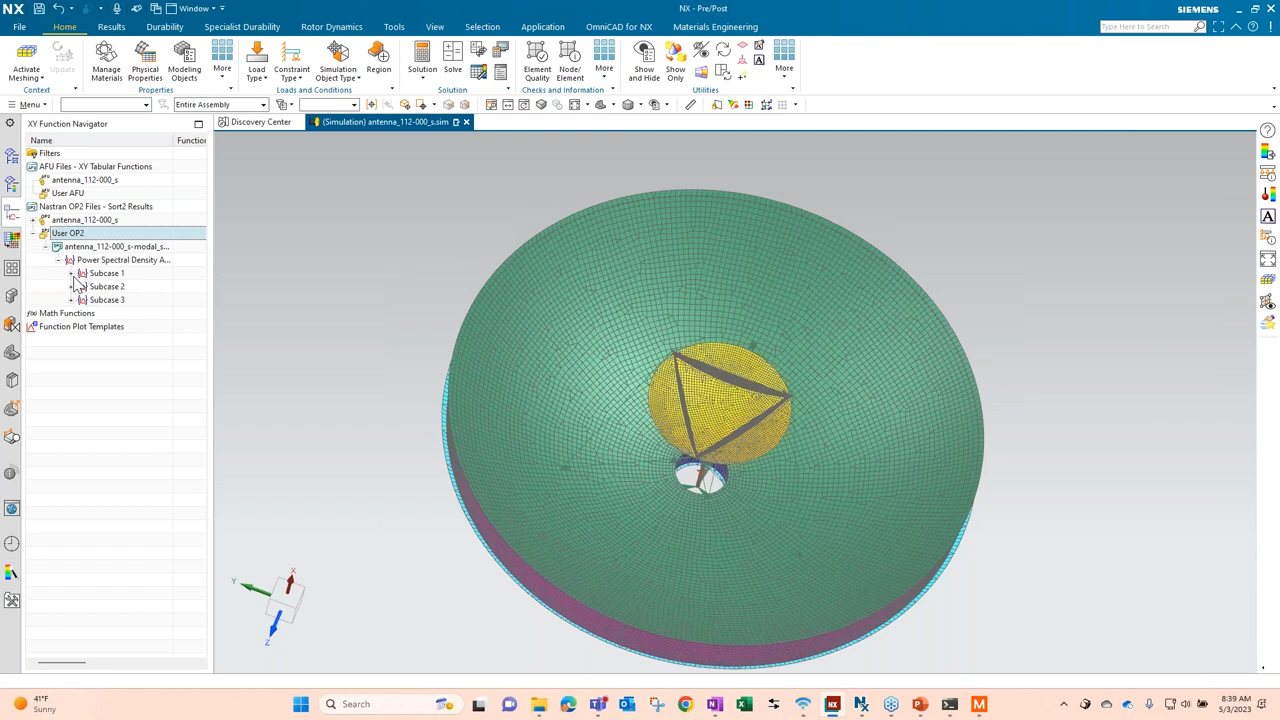 NX
Window
NX - Pre/Post
SIEMENS
File
Home
Results
Durability
Specialist Durability
Rotor Dynamics
Tools
View
Selection
Application
OmniCAD for NX
Materials Engineering
Type Here to Search
Activate
Meshing
Update
Manage
Materials
Physical
Properties
Modeling
Objects
More
Load
Type
Constraint
Type
Simulation
Object Type
Region
Solution
Solve
Element
Quality
Node/
Element
More
Show
and Hide
Show
Only
More
Context
Properties
Loads and Conditions
Solution
Checks and Information
Utilities
Menu
Entire Assembly
XY Function Navigator
Discovery Center
(Simulation) antenna_112-000_s.sim
Name
Function
Filters
AFU Files - XY Tabular Functions
antenna_112-000_s
User AFU
Nastran OP2 Files - Sort2 Results
antenna_112-000_s
User OP2
antenna_112-000_s-modal_s...
Power Spectral Density A...
Subcase 1
Subcase 2
Subcase 3
Math Functions
Function Plot Templates
X
Y
Z
41°F
Sunny
Search
8:39 AM
5/3/2023